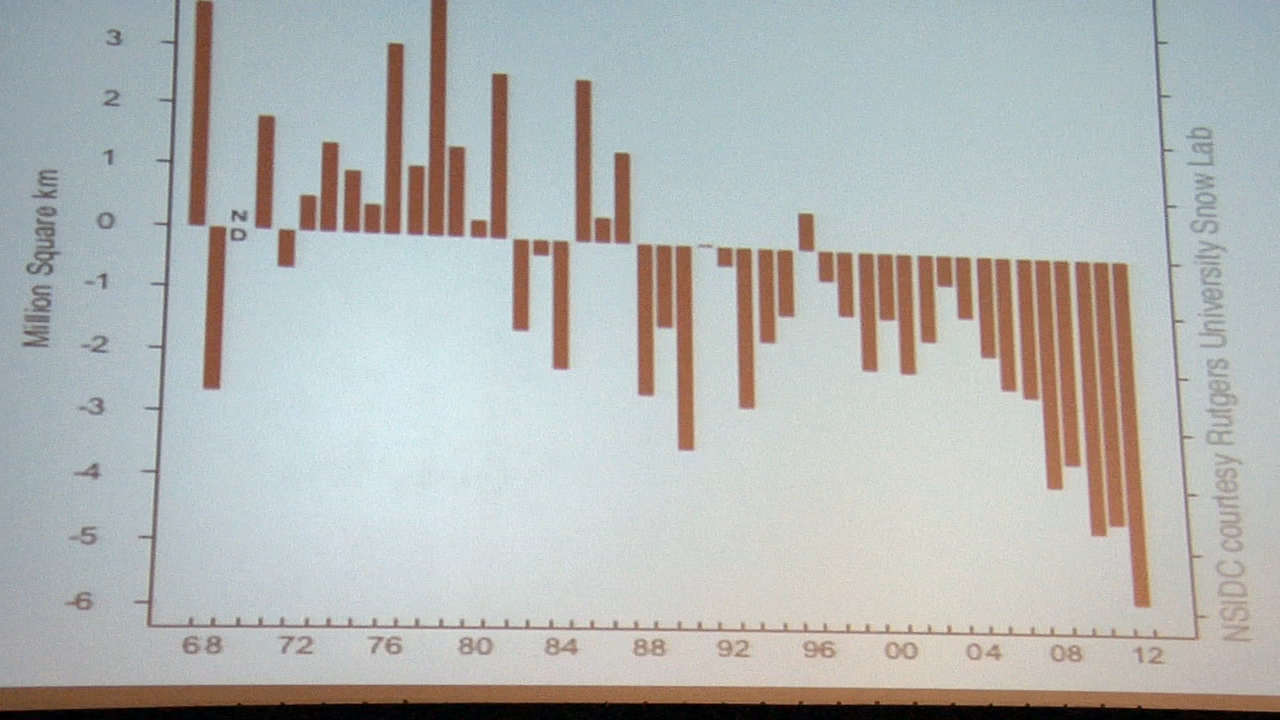 3
2
1
0
-1
-2
-3
-4
-5
-6
Million Square km
N
D
68 72 76 80 84 88 92 96 00 04 08 12
NSIDC courtesy Rutgers University Snow Lab